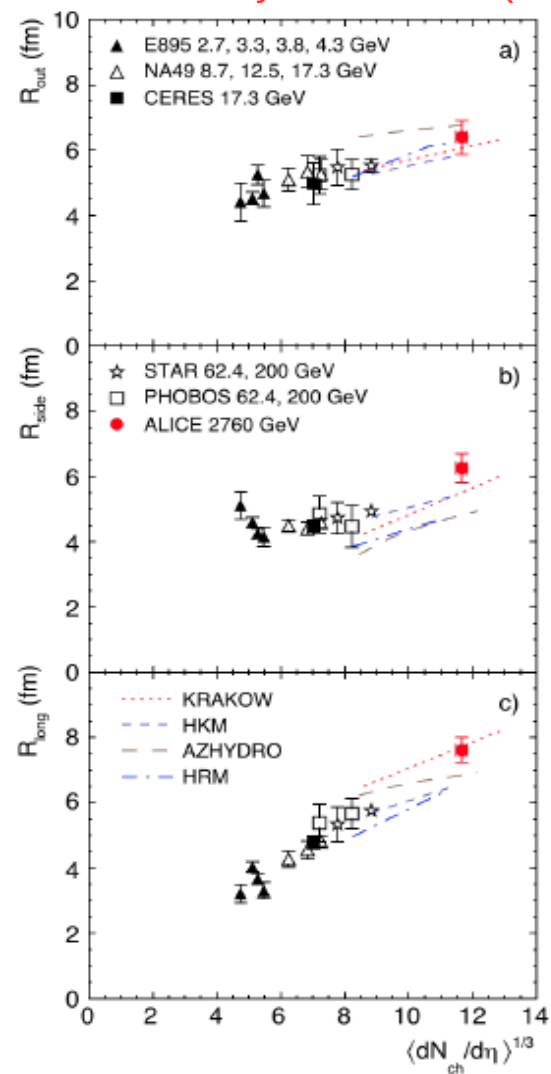 10
8
6
4
2
0
R_out (fm)
E895 2.7, 3.3, 3.8, 4.3 GeV
NA49 8.7, 12.5, 17.3 GeV
CERES 17.3 GeV
a)
8
6
4
2
0
R_side (fm)
STAR 62.4, 200 GeV
PHOBOS 62.4, 200 GeV
ALICE 2760 GeV
b)
8
6
4
2
0
R_long (fm)
KRAKOW
HKM
AZHYDRO
HRM
c)
0 2 4 6 8 10 12 14
⟨dN_ch/dη⟩^1/3